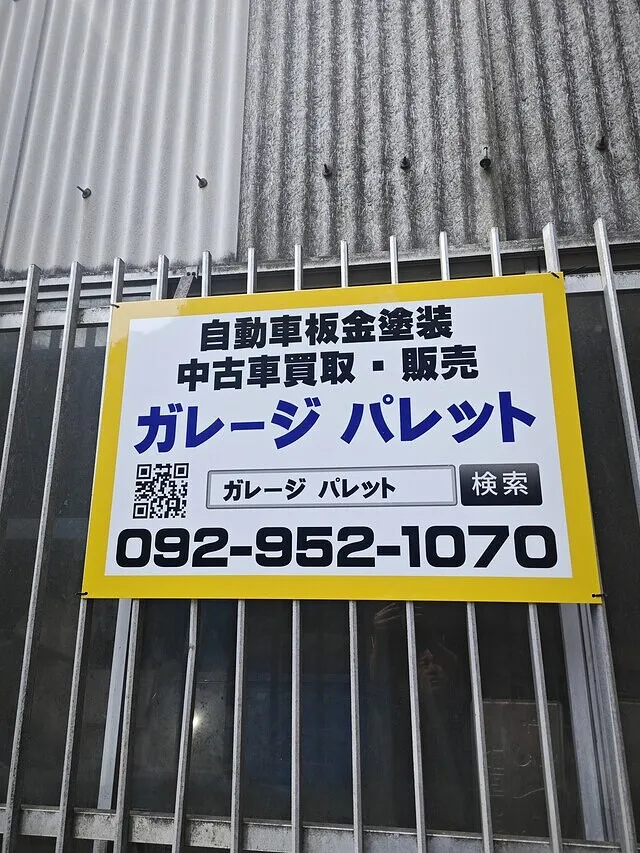 自動車板金塗装
中古車買取・販売
ガレージ パレット
ガレージ パレット 検索
092-952-1070